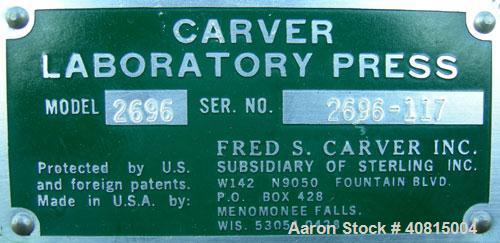 CARVER
LABORATORY PRESS
MODEL 2696 SER. NO. 2696-117
FRED S. CARVER INC.
SUBSIDIARY OF STERLING INC.
W142 N9050 FOUNTAIN BLVD.
P.O. BOX 428
MENOMONEE FALLS.
WIS.
Protected by U.S.
and foreign patents.
Made in U.S.A. by:
Aaron Stock # 40815004